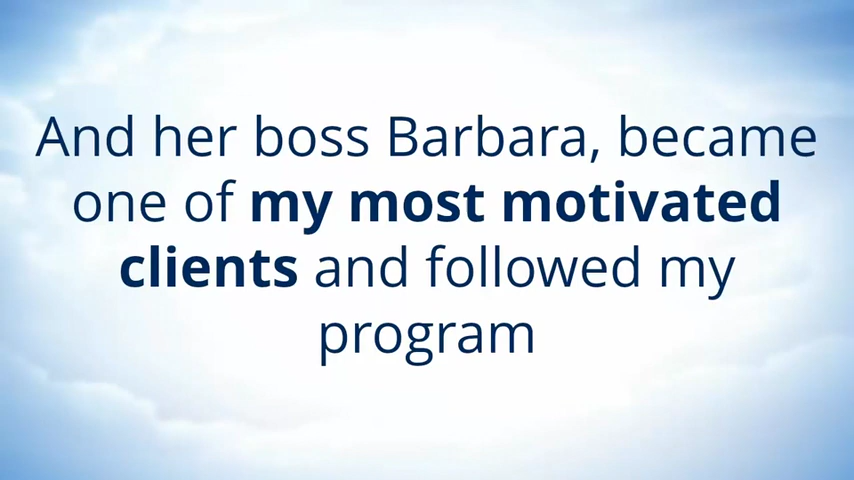 And her boss Barbara, became
one of my most motivated
clients and followed my
program